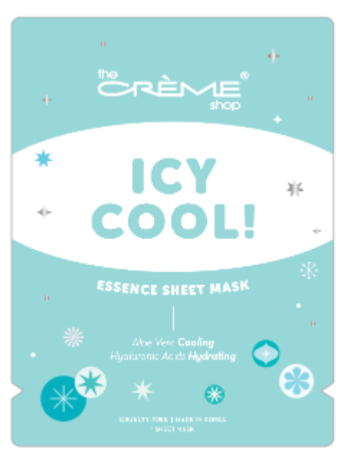 the
CRÈME®
shop
ICY
COOL!
ESSENCE SHEET MASK
Aloe Vera Cooling
Hyaluronic Acids Hydrating
CRUELTY-FREE | MADE IN KOREA
1 SHEET MASK